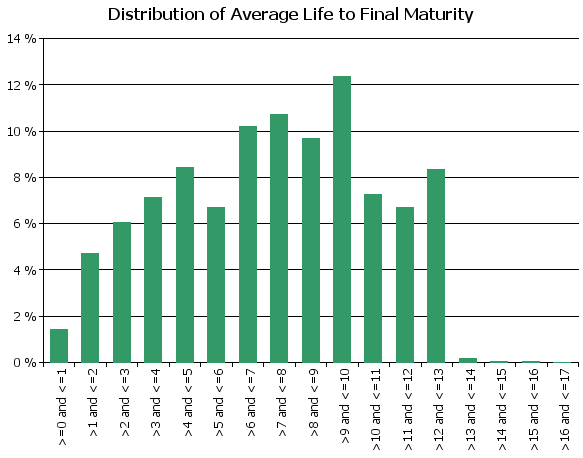 Distribution of Average Life to Final Maturity
14 %
12 %
10 %
8 %
6 %
4 %
2 %
0 %
>=0 and <=1
>1 and <=2
>2 and <=3
>3 and <=4
>4 and <=5
>5 and <=6
>6 and <=7
>7 and <=8
>8 and <=9
>9 and <=10
>10 and <=11
>11 and <=12
>12 and <=13
>13 and <=14
>14 and <=15
>15 and <=16
>16 and <=17